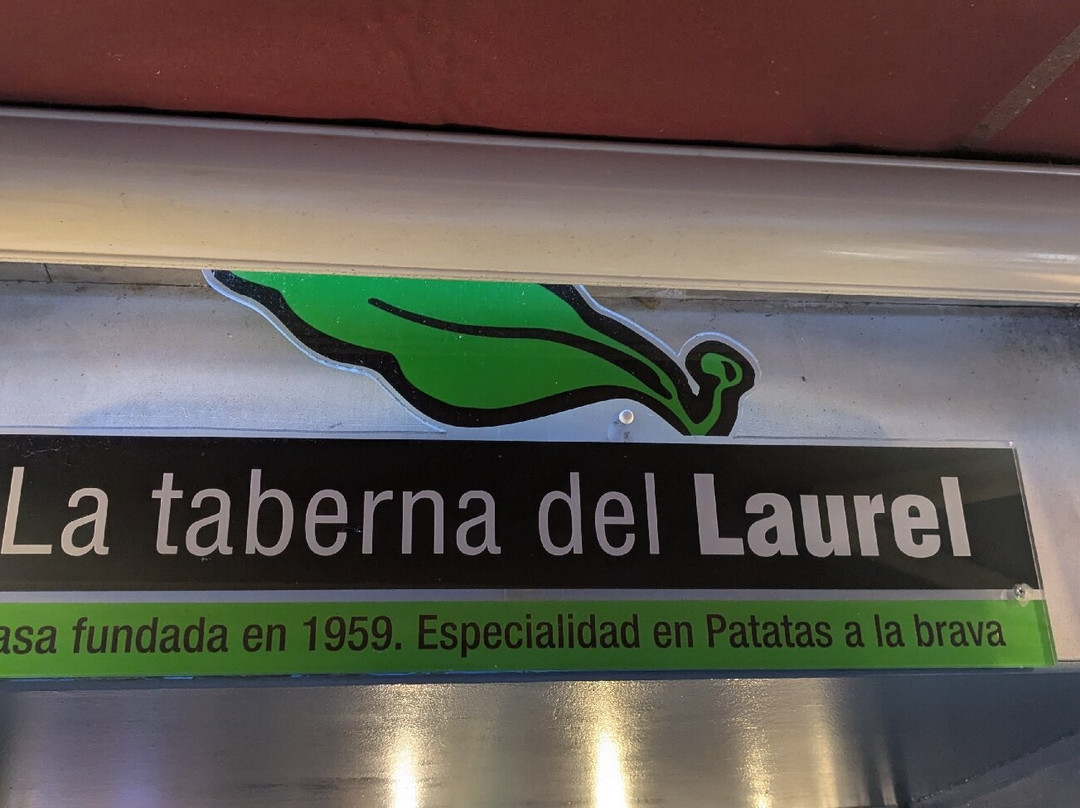 La taberna del Laurel
asa fundada en 1959. Especialidad en Patatas a la brava